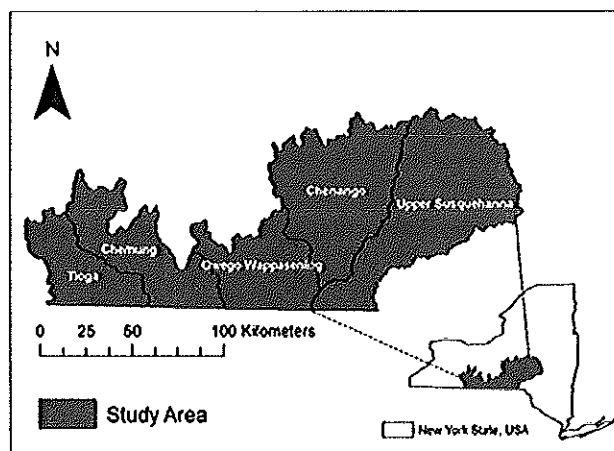 N
Chenango
Upper Susquehanna
Chemung
Owego Wappasening
Tioga
0 25 50 100 Kilometers
Study Area
New York State, USA